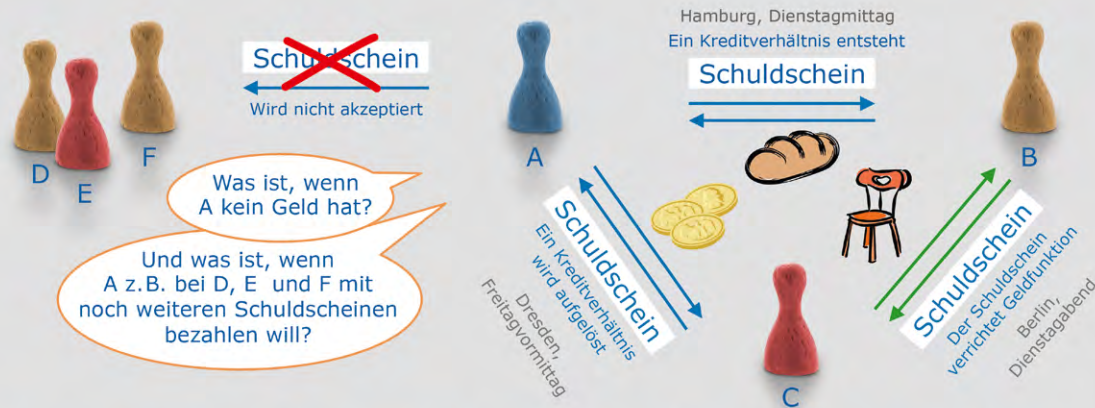 Schuldschein
Wird nicht akzeptiert
D
E
F
Was ist, wenn
A kein Geld hat?
Und was ist, wenn
A z.B. bei D, E und F mit
noch weiteren Schuldscheinen
bezahlen will?
A
Hamburg, Dienstagmittag
Ein Kreditverhältnis entsteht
Schuldschein
B
Schuldschein
Ein Kreditverhältnis
wird aufgelöst
Dresden,
Freitagvormittag
C
Schuldschein
Der Schuldschein
verrichtet Geldfunktion
Berlin,
Dienstagabend